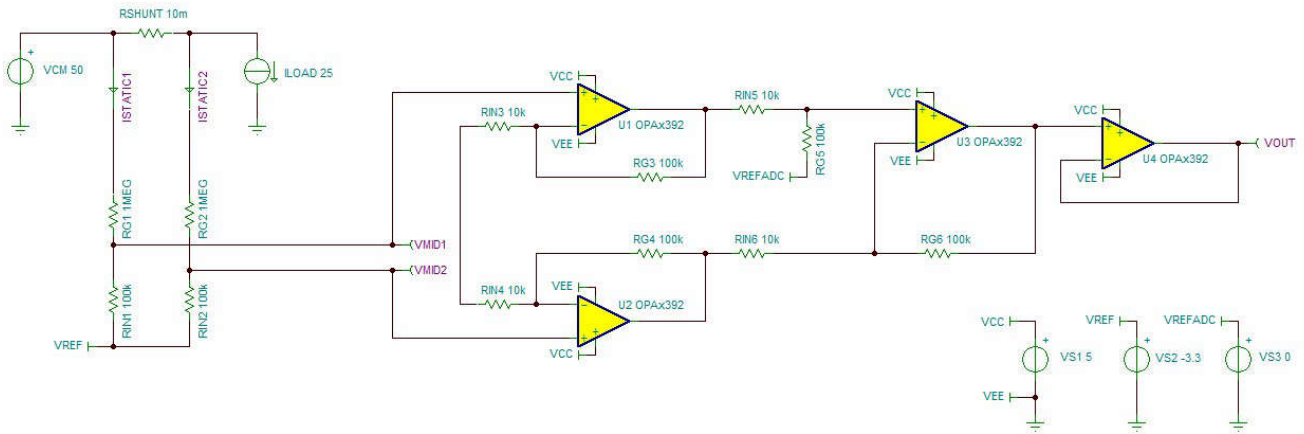 RSHUNT 10m
VCM 50
ISTATIC1
ISTATIC2
ILOAD 25
RG1 1MEG
RG2 1MEG
VMID1
VMID2
RIN1 100k
RIN2 100k
VREF
VCC
RIN3 10k
U1 OPAx392
VEE
RG3 100k
RIN5 10k
RG5 100k
VREFADC
VCC
U3 OPAx392
VEE
VCC
U4 OPAx392
VEE
VOUT
RG4 100k
RIN6 10k
RG6 100k
RIN4 10k
VEE
U2 OPAx392
VCC
VCC
VS1 5
VEE
VREF
VS2 -3.3
VREFADC
VS3 0